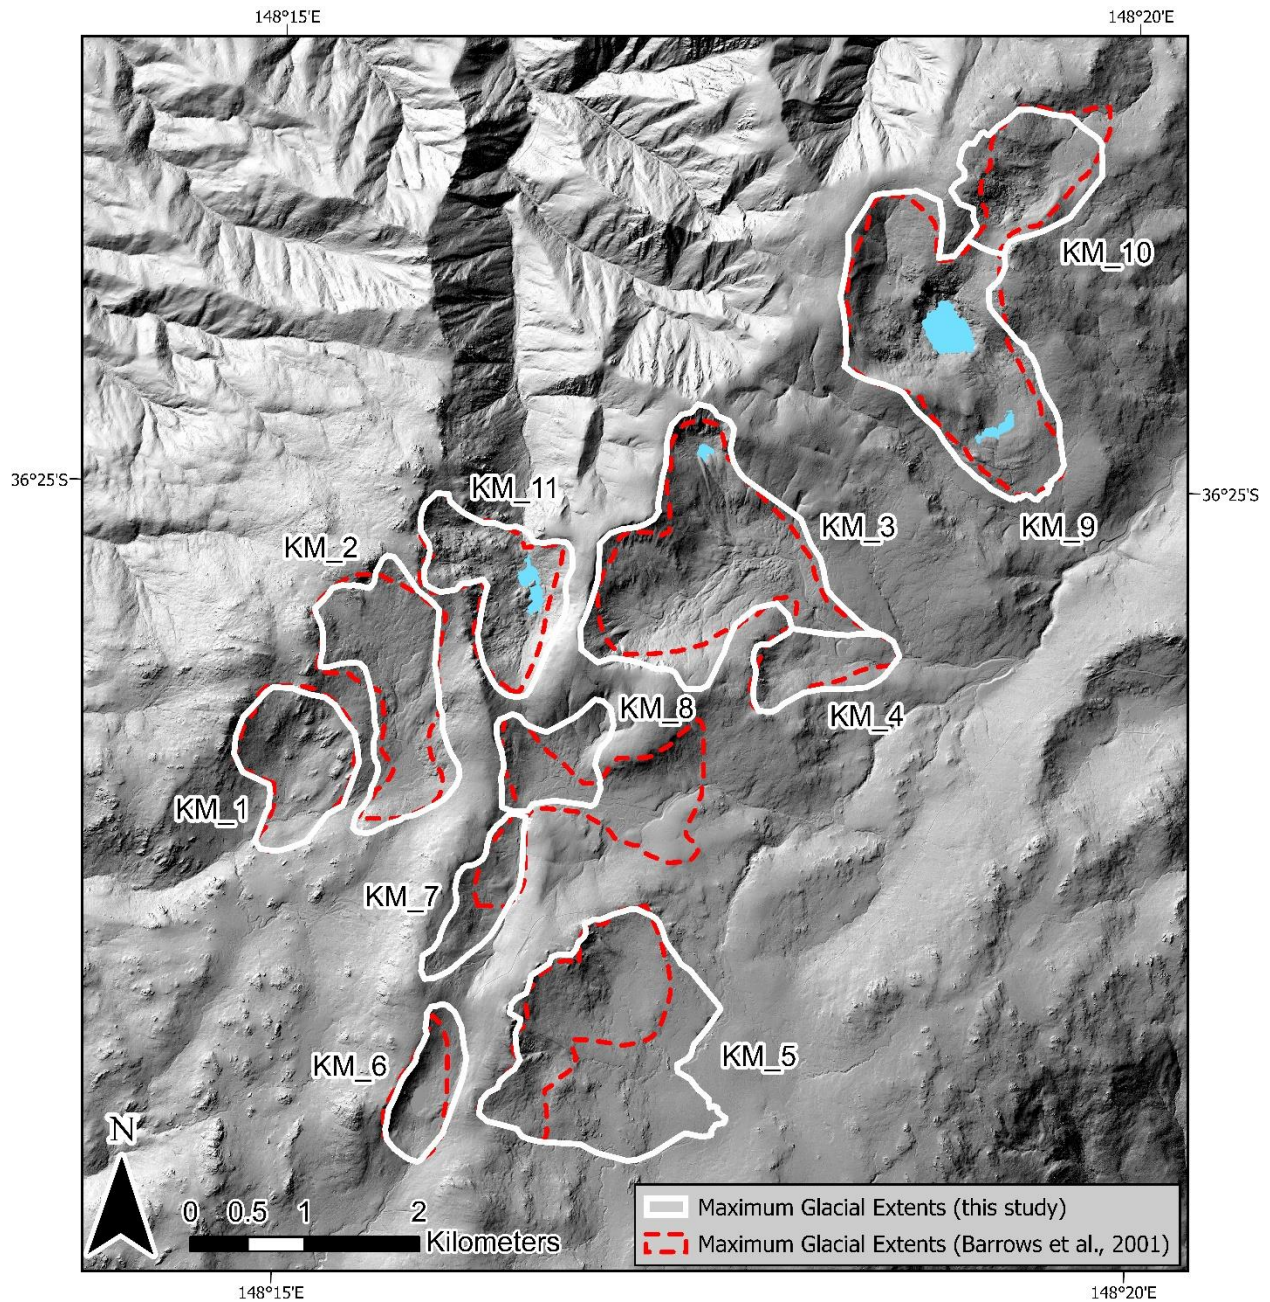 148°15'E 148°20'E
KM_10
36°25'S
36°25'S
KM_11
KM_3
KM_9
KM_2
KM_8
KM_4
KM_1
KM_7
KM_5
KM_6
N
0 0.5 1 2
Kilometers
Maximum Glacial Extents (this study)
Maximum Glacial Extents (Barrows et al., 2001)
148°15'E 148°20'E